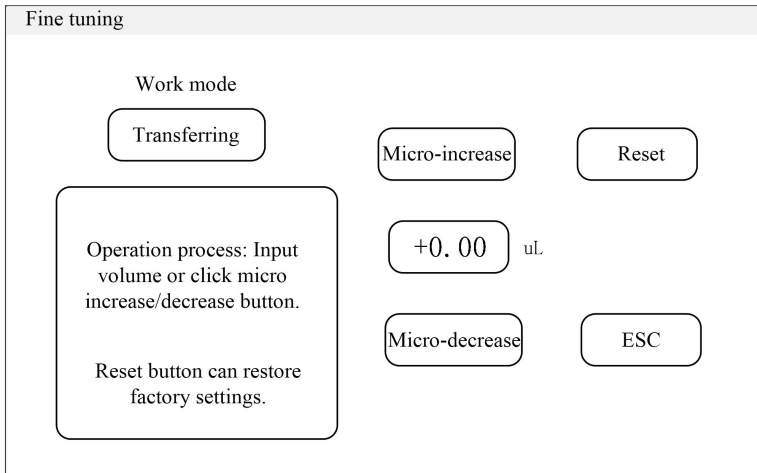 Fine tuning
Work mode
Transferring
Operation process: Input
volume or click micro
increase/decrease button.
Reset button can restore
factory settings.
Micro-increase
Reset
+0.00 uL
Micro-decrease
ESC